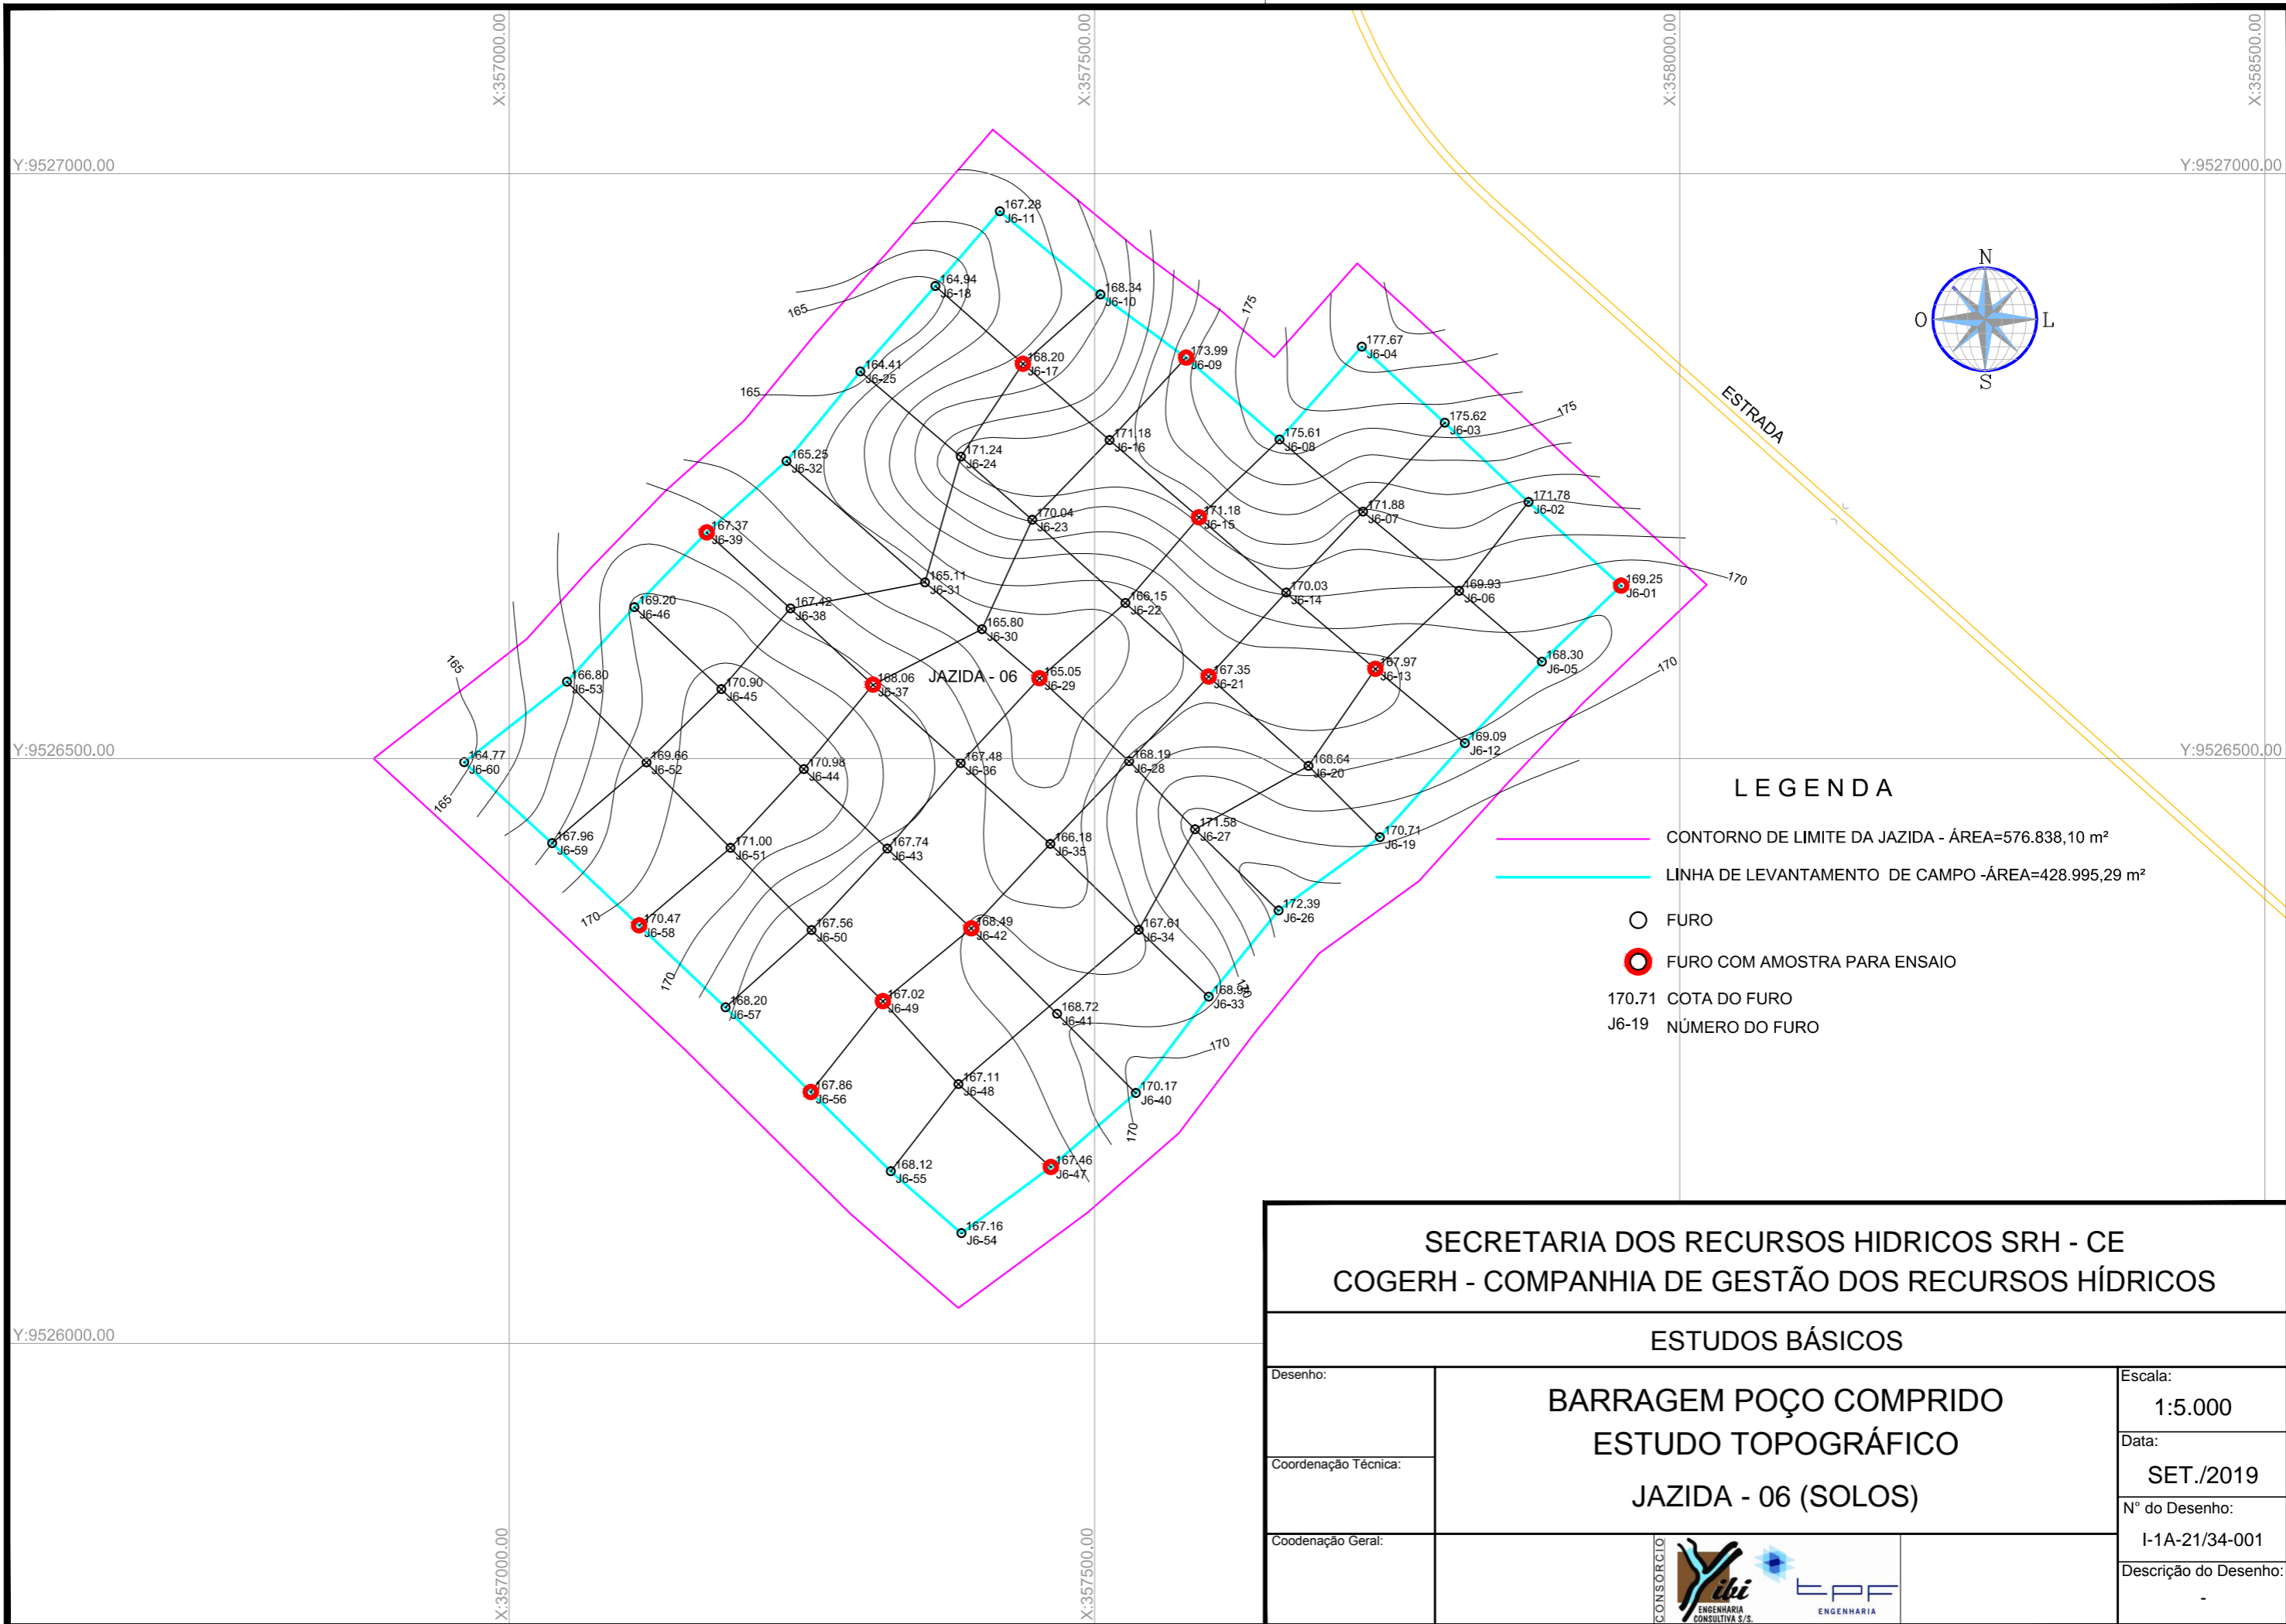 X:357000.00
X:357500.00
X:358000.00
X:358500.00
Y:9527000.00
Y:9527000.00
167.28
J6-11
164.94
J6-18
168.34
J6-10
165
175
N
O
L
S
173.99
J6-09
177.67
J6-04
164.41
J6-25
168.20
J6-17
165
ESTRADA
175
175.62
J6-03
175.61
J6-08
171.18
J6-16
171.24
J6-24
165.25
J6-32
171.78
J6-02
171.88
J6-07
171.18
J6-15
170.04
J6-23
167.37
J6-39
170
169.25
J6-01
169.93
J6-06
170.03
J6-14
165.11
J6-31
166.15
J6-22
167.42
J6-38
169.20
J6-46
165.80
J6-30
165
170
168.30
J6-05
167.97
J6-13
167.35
J6-21
165.05
J6-29
JAZIDA - 06
168.06
J6-37
170.90
J6-45
166.80
J6-53
Y:9526500.00
Y:9526500.00
169.09
J6-12
168.64
J6-20
168.19
J6-28
167.48
J6-36
170.98
J6-44
169.66
J6-52
164.77
J6-60
165
171.58
J6-27
170.71
J6-19
166.18
J6-35
167.74
J6-43
171.00
J6-51
167.96
J6-59
LEGENDA
CONTORNO DE LIMITE DA JAZIDA - ÁREA=576.838,10 m²
LINHA DE LEVANTAMENTO DE CAMPO -ÁREA=428.995,29 m²
FURO
FURO COM AMOSTRA PARA ENSAIO
170.71 COTA DO FURO
J6-19 NÚMERO DO FURO
172.39
J6-26
170
170.47
J6-58
167.56
J6-50
168.49
J6-42
167.61
J6-34
170
170
J6-33
168.20
J6-57
167.02
J6-49
168.72
J6-41
170
167.86
J6-56
167.11
J6-48
170.17
J6-40
170
168.12
J6-55
167.46
J6-47
167.16
J6-54
Y:9526000.00
X:357000.00
X:357500.00
SECRETARIA DOS RECURSOS HIDRICOS SRH - CE
COGERH - COMPANHIA DE GESTÃO DOS RECURSOS HÍDRICOS
ESTUDOS BÁSICOS
Desenho:
Coordenação Técnica:
Coodenação Geral:
BARRAGEM POÇO COMPRIDO
ESTUDO TOPOGRÁFICO
JAZIDA - 06 (SOLOS)
Escala:
1:5.000
Data:
SET./2019
N° do Desenho:
I-1A-21/34-001
Descrição do Desenho:
-
CONSÓRCIO
Yibi
ENGENHARIA
CONSULTIVA S/S.
tpf
ENGENHARIA